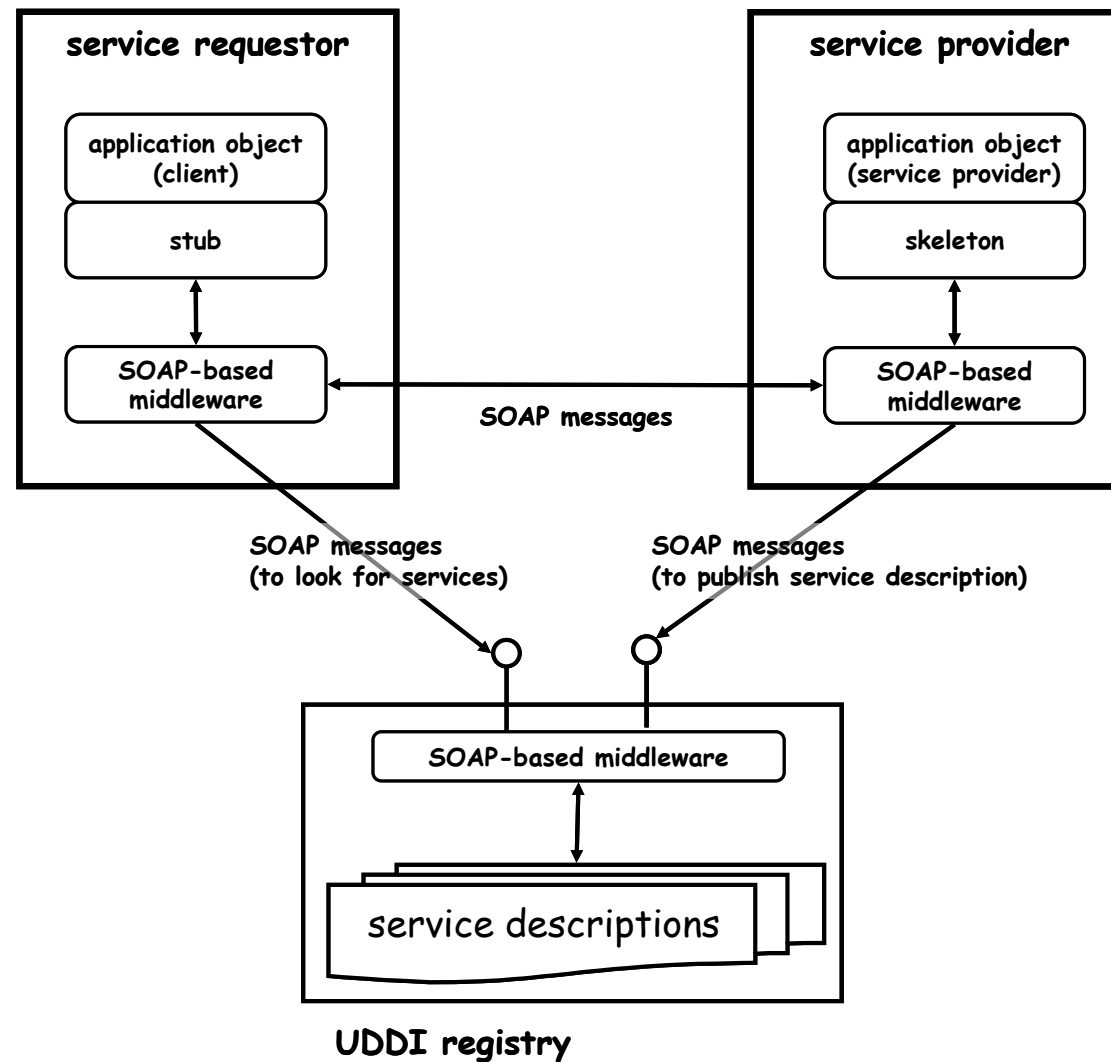 service requestor
application object
(client)
stub
SOAP-based
middleware
service provider
application object
(service provider)
skeleton
SOAP-based
middleware
SOAP messages
SOAP messages
(to look for services)
SOAP messages
(to publish service description)
SOAP-based middleware
service descriptions
UDDI registry